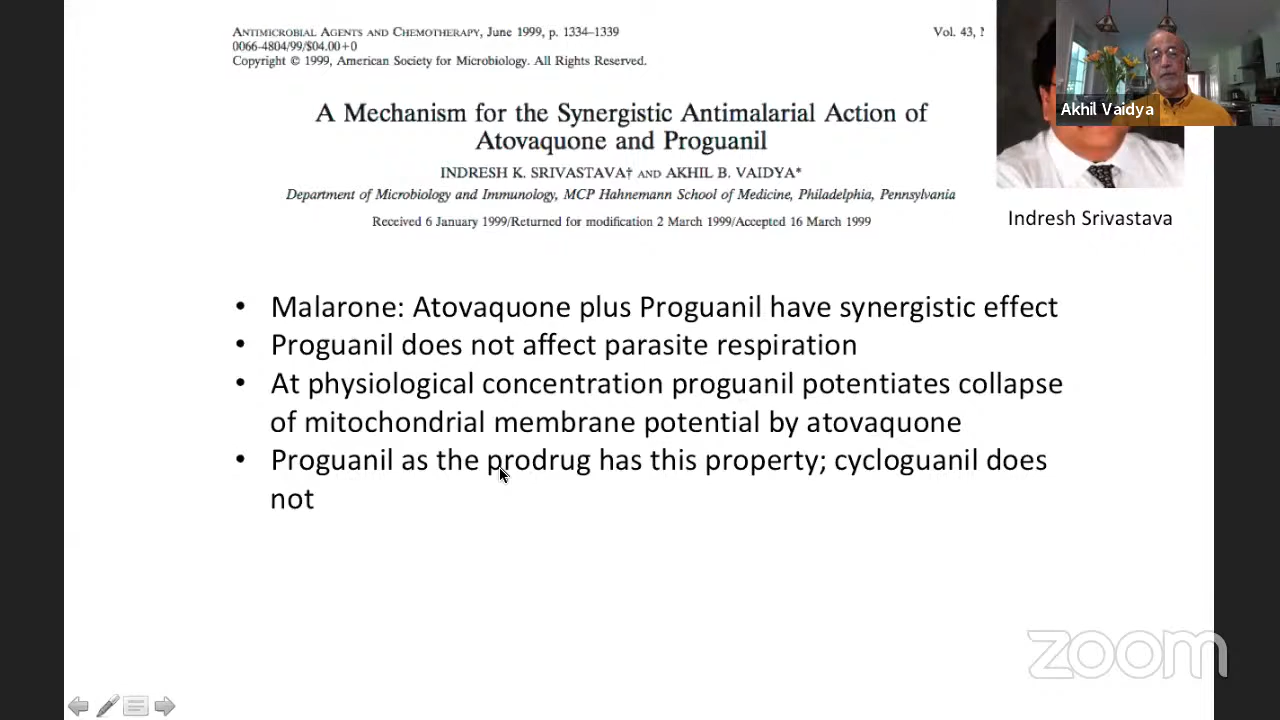 ANTIMICROBIAL AGENTS AND CHEMOTHERAPY, June 1999, p. 1334–1339
Vol. 43,
0066-4804/99/$04.00+0
Copyright © 1999, American Society for Microbiology. All Rights Reserved.
A Mechanism for the Synergistic Antimalarial Action of
Atovaquone and Proguanil
INDRESH K. SRIVASTAVA† AND AKHIL B. VAIDYA*
Department of Microbiology and Immunology, MCP Hahnemann School of Medicine, Philadelphia, Pennsylvania
Received 6 January 1999/Returned for modification 2 March 1999/Accepted 16 March 1999
Akhil Vaidya
Indresh Srivastava
• Malarone: Atovaquone plus Proguanil have synergistic effect
• Proguanil does not affect parasite respiration
• At physiological concentration proguanil potentiates collapse
of mitochondrial membrane potential by atovaquone
• Proguanil as the prodrug has this property; cycloguanil does
not
zoom